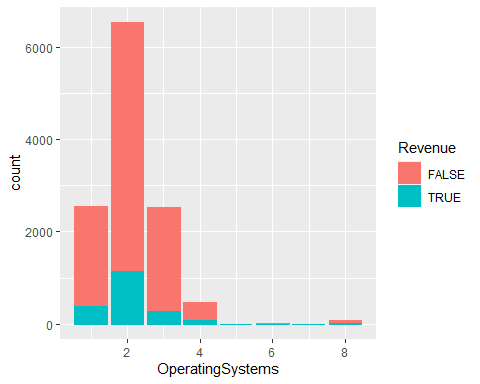 6000
4000
2000
0
count
2 4 6 8
OperatingSystems
Revenue
FALSE
TRUE